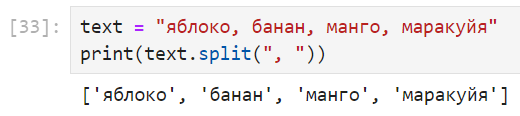 [33]: text = "яблоко, банан, манго, маракуйя"
print(text.split(", "))
['яблоко', 'банан', 'манго', 'маракуйя']